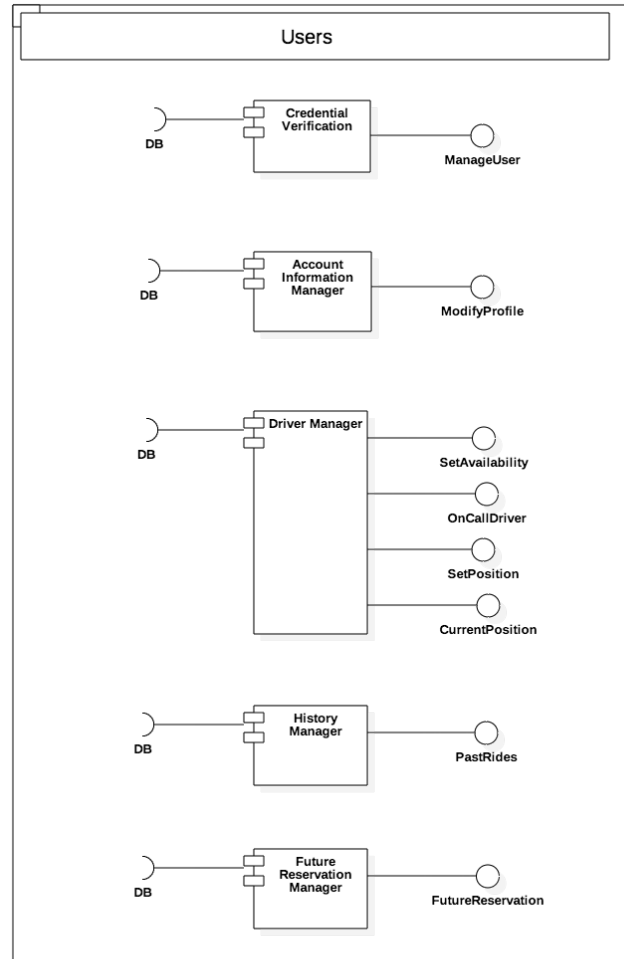 Users
Credential
Verification
DB
ManageUser
Account
Information
Manager
DB
ModifyProfile
Driver Manager
DB
SetAvailability
OnCallDriver
SetPosition
CurrentPosition
History
Manager
DB
PastRides
Future
Reservation
Manager
DB
FutureReservation